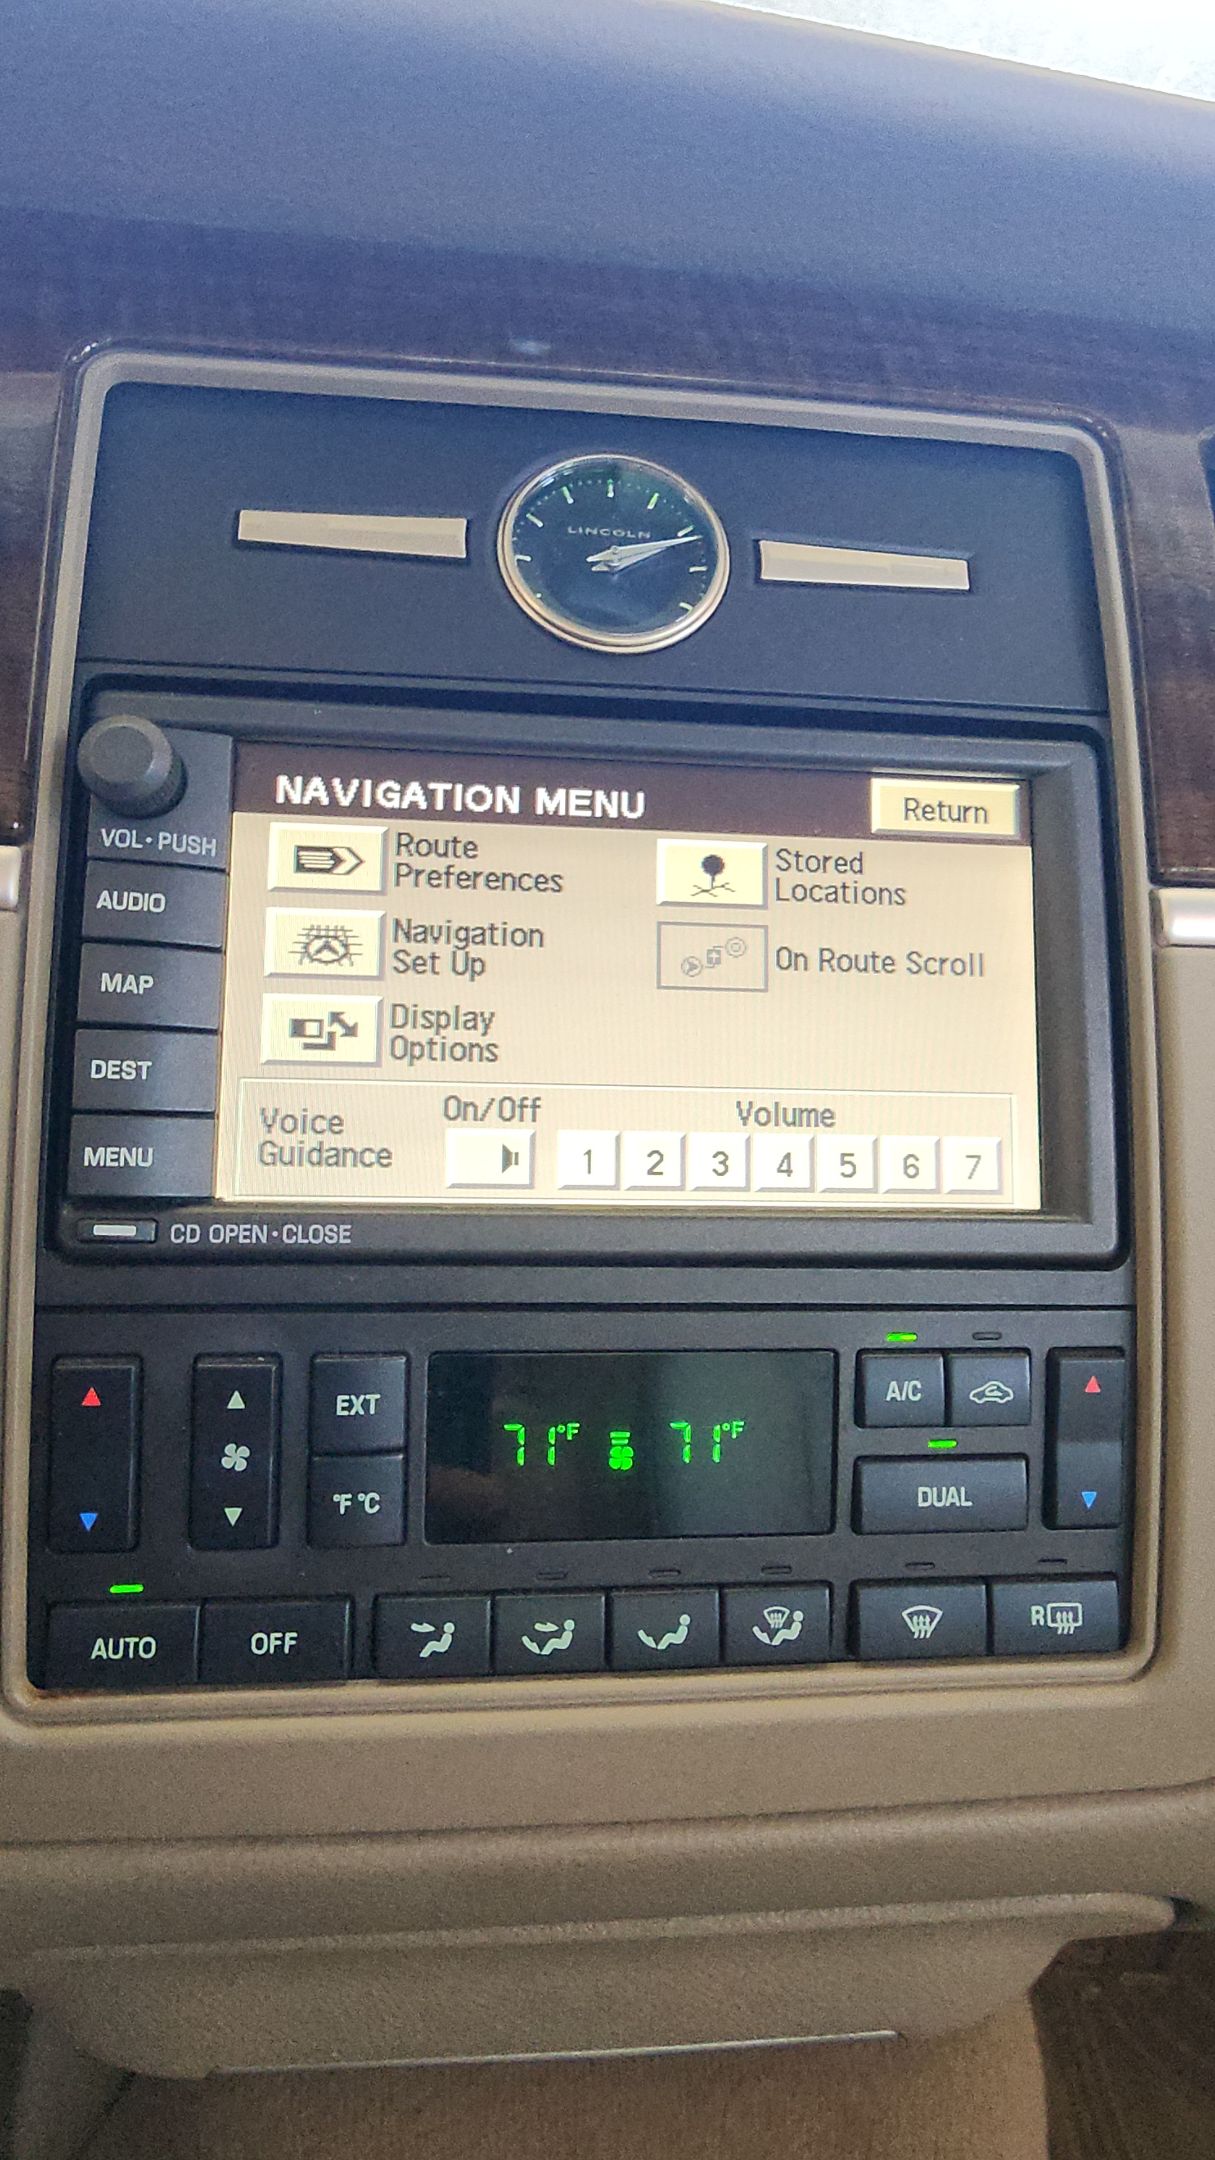 LINCOLN
NAVIGATION MENU
Return
Route
Preferences
Stored
Locations
Navigation
Set Up
On Route Scroll
Display
Options
Voice
Guidance
On/Off
Volume
1 2 3 4 5 6 7
VOL·PUSH
AUDIO
MAP
DEST
MENU
CD OPEN·CLOSE
EXT
°F °C
71°F 71°F
A/C
DUAL
AUTO
OFF
R